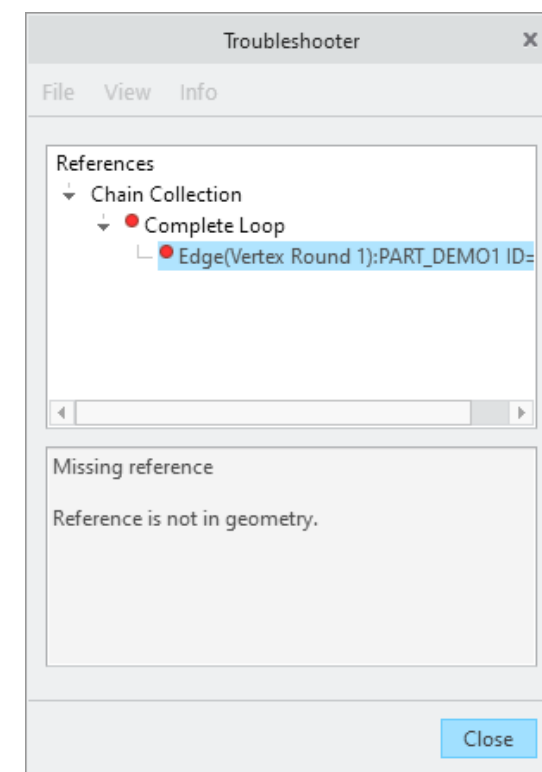 Troubleshooter
File View Info
References
Chain Collection
Complete Loop
Edge(Vertex Round 1):PART_DEMO1 ID=
Missing reference
Reference is not in geometry.
Close